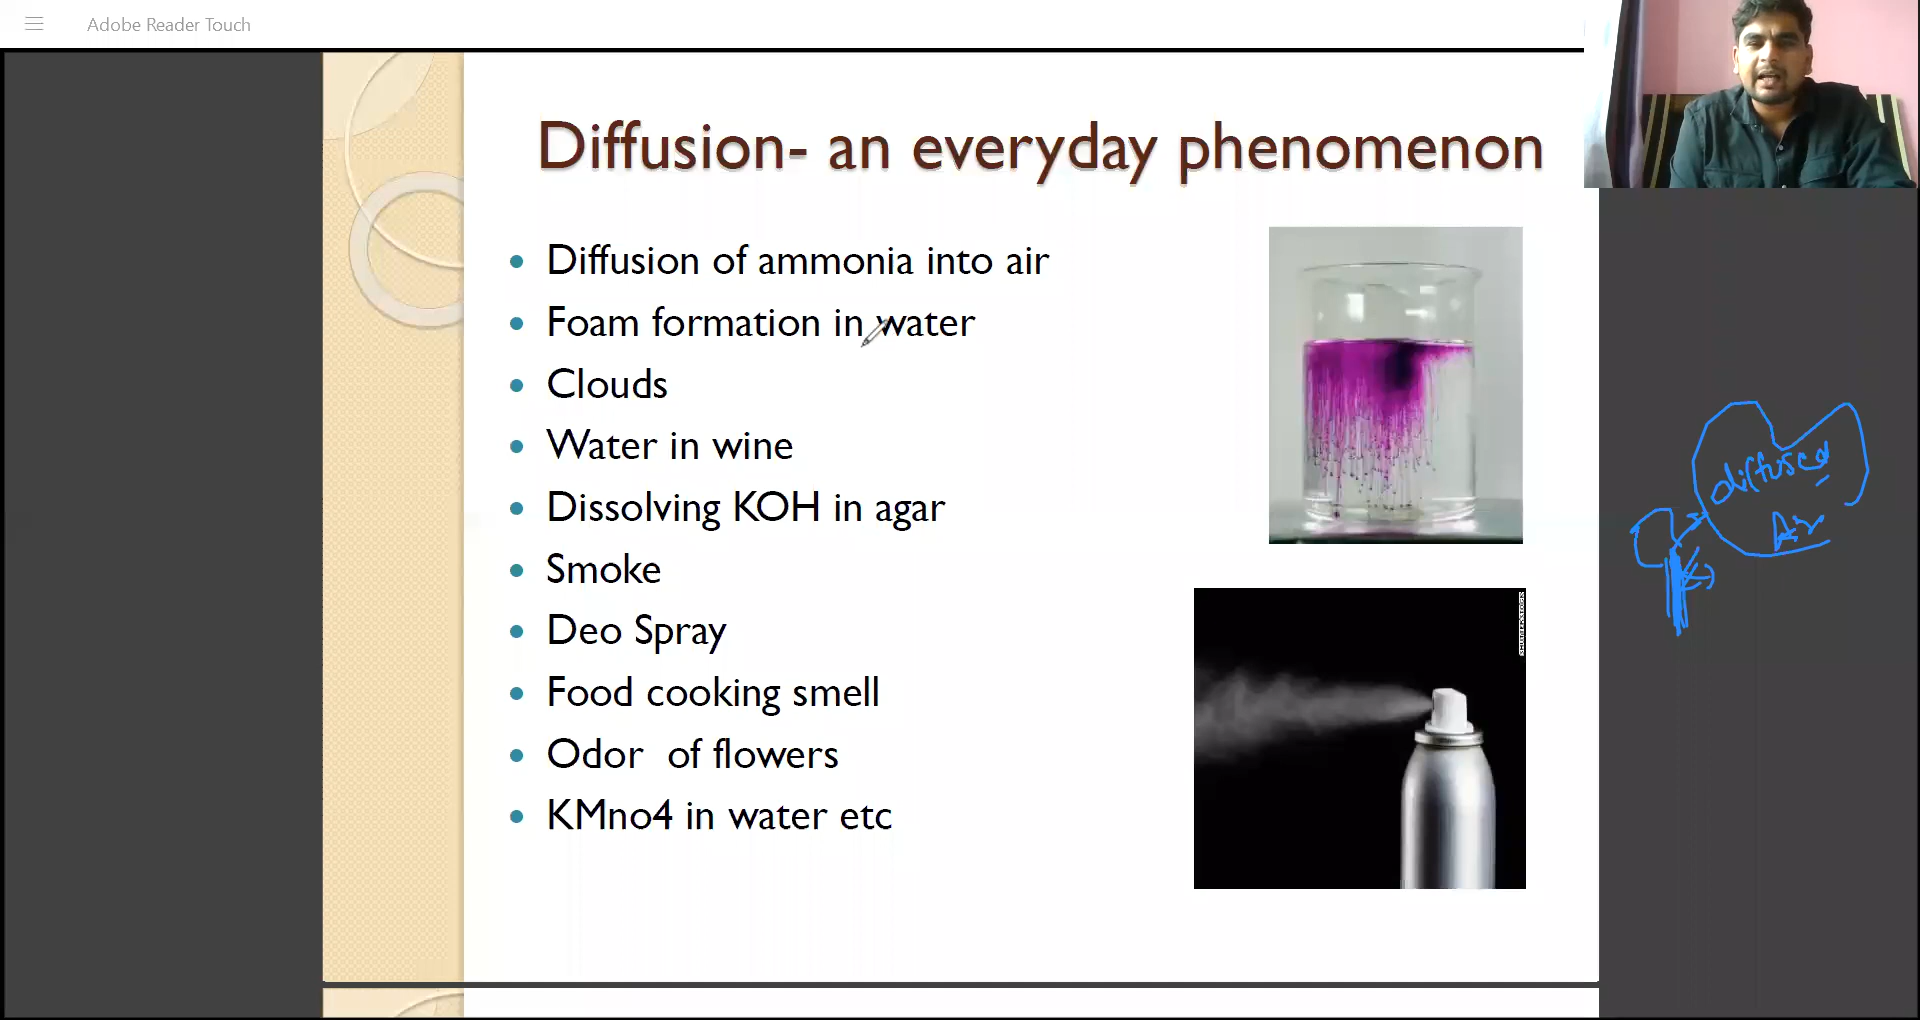 Adobe Reader Touch
Diffusion- an everyday phenomenon
Diffusion of ammonia into air
Foam formation in water
Clouds
Water in wine
Dissolving KOH in agar
Smoke
Deo Spray
Food cooking smell
Odor of flowers
KMno4 in water etc
SHUTTERSTOCK
diffused
Air